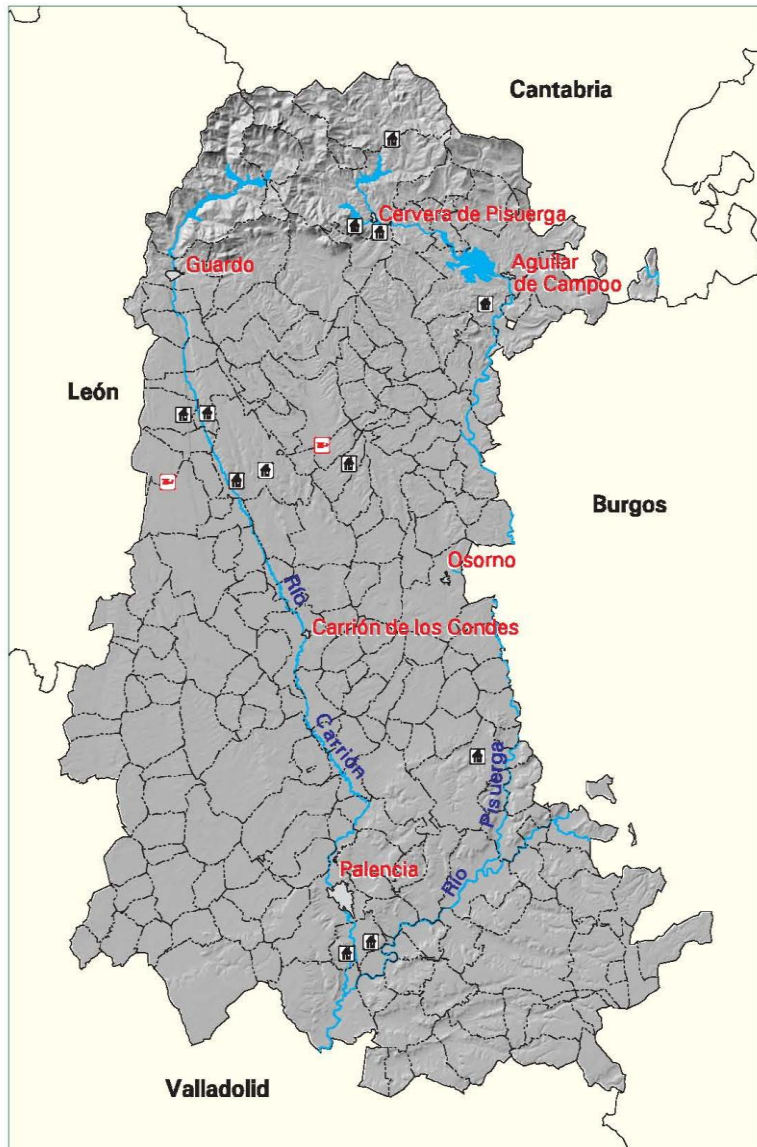 Cantabria
Cervera de Pisuerga
Guardo
Aguilar
de Campoo
León
Burgos
Osorno
Río
Carrión de los Condes
Carrión
Pisuerga
Palencia
Río
Valladolid